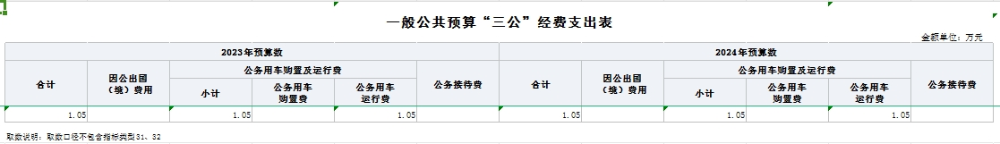 一般公共预算“三公”经费支出表
金额单位：万元
2023年预算数 2024年预算数
合计 因公出国（境）费用 公务用车购置及运行费 公务接待费 合计 因公出国（境）费用 公务用车购置及运行费 公务接待费
小计 公务用车购置费 公务用车运行费 小计 公务用车购置费 公务用车运行费
1.05 1.05 1.05 1.05 1.05 1.05
取数说明：取数口径不包含指标类型31、32